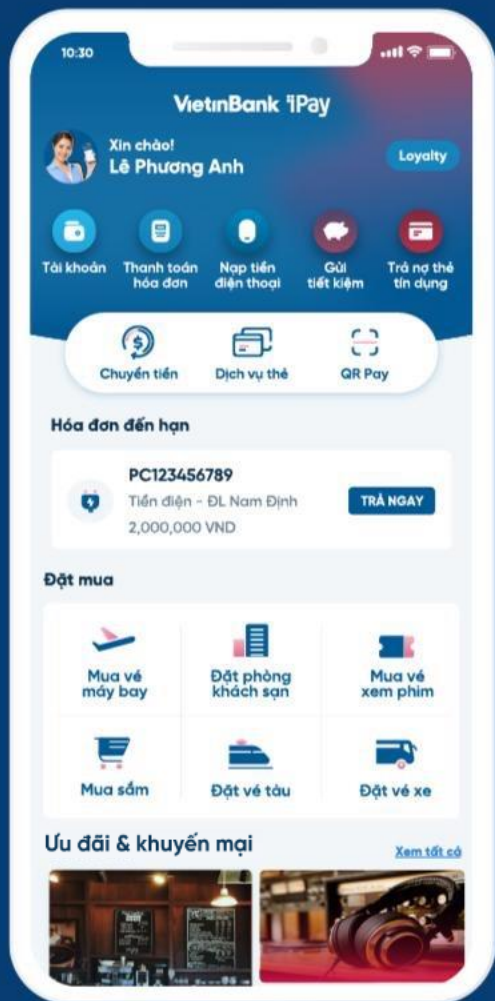 10:30
VietinBank iPay
Xin chào!
Lê Phương Anh
Loyalty
Tài khoản
Thanh toán
hóa đơn
Nạp tiền
điện thoại
Gửi
tiết kiệm
Trả nợ thẻ
tín dụng
Chuyển tiền
Dịch vụ thẻ
QR Pay
Hóa đơn đến hạn
PC123456789
Tiền điện - ĐL Nam Định
2,000,000 VND
TRẢ NGAY
Đặt mua
Mua vé
máy bay
Đặt phòng
khách sạn
Mua vé
xem phim
Mua sắm
Đặt vé tàu
Đặt vé xe
Ưu đãi & khuyến mại
Xem tất cả